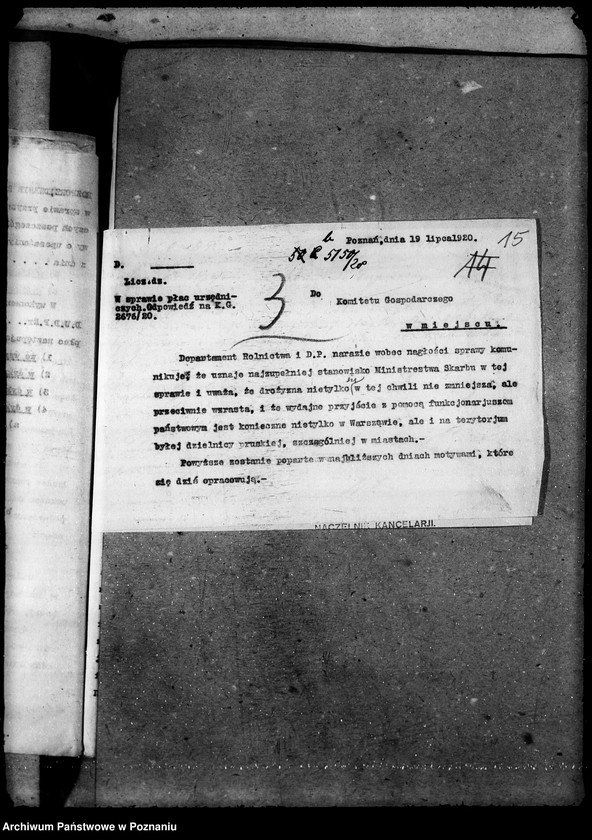 Poznań, dnia 19 lipca 1920.
15
14
D.
Licz.dz.
W sprawie płac urzędni-
czych.Odpowiedź na K.G.
2676/20.
3
Do
Komitetu Gospodarczego
w miejscu.
Departament Rolnictwa i D.P. narazie wobec nagłości sprawy komu-
nikuje, że uznaje najzupełniej stanowisko Ministrestwa Skarbu w tej
sprawie i uważa, że drożyzna nietylko się w tej chwili nie zmniejsza, ale
przeciwnie wzrasta, i że wydajne przyjście z pomocą funkcjonarjuszom
państwowym jest konieczne nietylko w Warszawie, ale i na terytorjum
byłej dzielnicy pruskiej, szczególniej w miastach.-
Powyższe zostanie poparte w najbliższych dniach motywami, które
się dziś opracowują.-
NACZELNIK KANCELARJI.
Archiwum Państwowe w Poznaniu